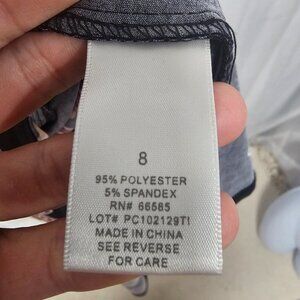 8
95% POLYESTER
5% SPANDEX
RN# 66585
LOT# PC102129TI
MADE IN CHINA
SEE REVERSE
FOR CARE